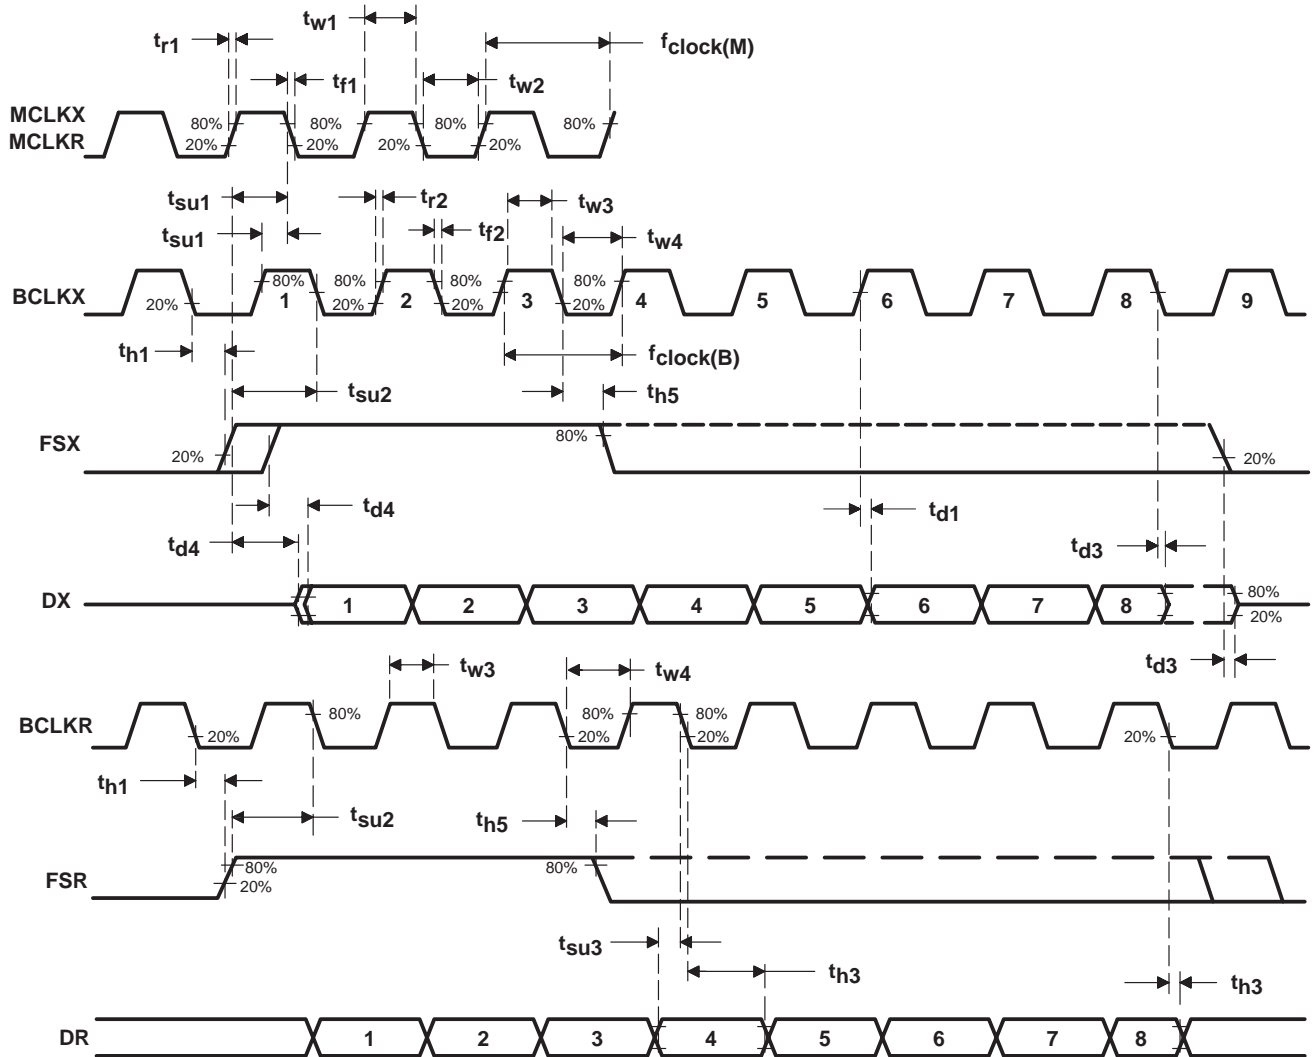 tw1
tr1
fclock(M)
tf1
tw2
MCLKX
MCLKR
80%
20%
80%
20%
80%
20%
80%
20%
80%
tsu1
tr2
tw3
tsu1
tf2
tw4
BCLKX
20%
80%
1
80%
20%
2
80%
20%
3
80%
20%
4
5
6
7
8
9
th1
fclock(B)
tsu2
th5
FSX
20%
80%
20%
td4
td1
td4
td3
DX
1
2
3
4
5
6
7
8
80%
20%
tw3
tw4
td3
BCLKR
20%
80%
80%
20%
80%
20%
20%
th1
tsu2
th5
FSR
80%
20%
80%
tsu3
th3
th3
DR
1
2
3
4
5
6
7
8